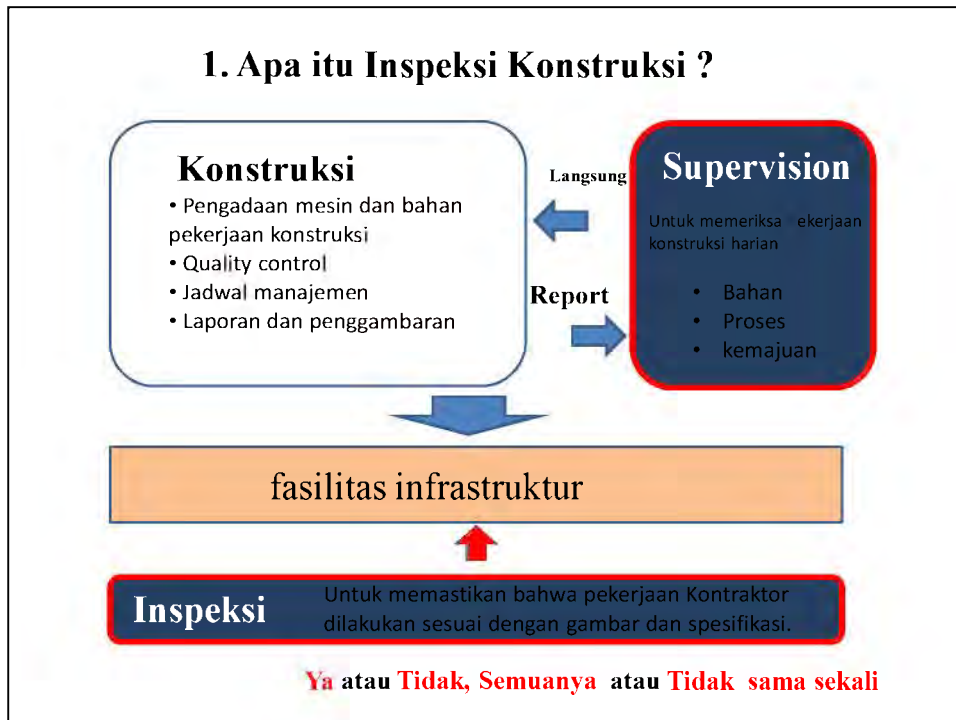 1. Apa itu Inspeksi Konstruksi ?
Konstruksi
• Pengadaan mesin dan bahan
pekerjaan konstruksi
• Quality control
• Jadwal manajemen
• Laporan dan penggambaran
Langsung
Report
Supervision
Untuk memeriksa ekerjaan
konstruksi harian
• Bahan
• Proses
• kemajuan
fasilitas infrastruktur
Inspeksi
Untuk memastikan bahwa pekerjaan Kontraktor
dilakukan sesuai dengan gambar dan spesifikasi.
Ya atau Tidak, Semuanya atau Tidak sama sekali